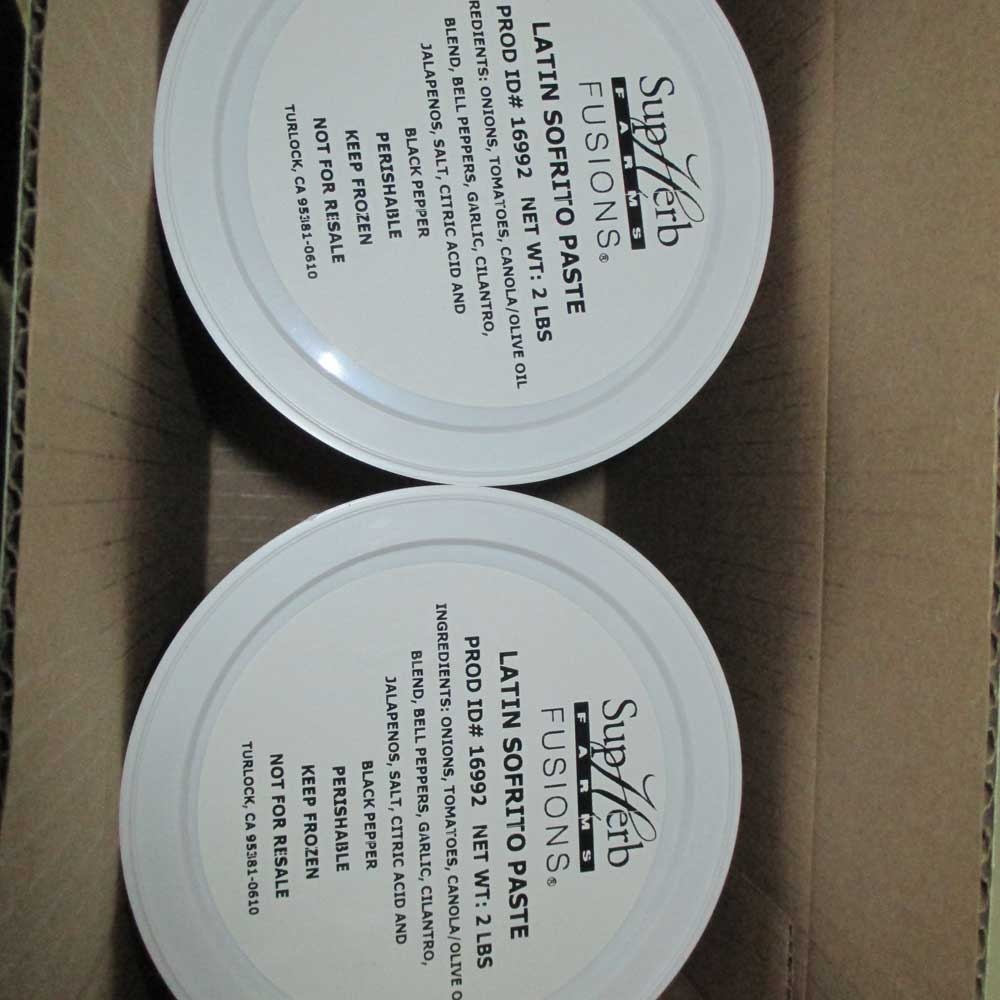 SupHerb
FARMS
FUSIONS®
LATIN SOFRITO PASTE
PROD ID# 16992 NET WT: 2 LBS
REDIENTS: ONIONS, TOMATOES, CANOLA/OLIVE OIL
BLEND, BELL PEPPERS, GARLIC, CILANTRO,
JALAPENOS, SALT, CITRIC ACID AND
BLACK PEPPER
PERISHABLE
KEEP FROZEN
NOT FOR RESALE
TURLOCK, CA 95381-0610
SupHerb
FARMS
FUSIONS®
LATIN SOFRITO PASTE
PROD ID# 16992 NET WT: 2 LBS
INGREDIENTS: ONIONS, TOMATOES, CANOLA/OLIVE O
BLEND, BELL PEPPERS, GARLIC, CILANTRO,
JALAPENOS, SALT, CITRIC ACID AND
BLACK PEPPER
PERISHABLE
KEEP FROZEN
NOT FOR RESALE
TURLOCK, CA 95381-0610